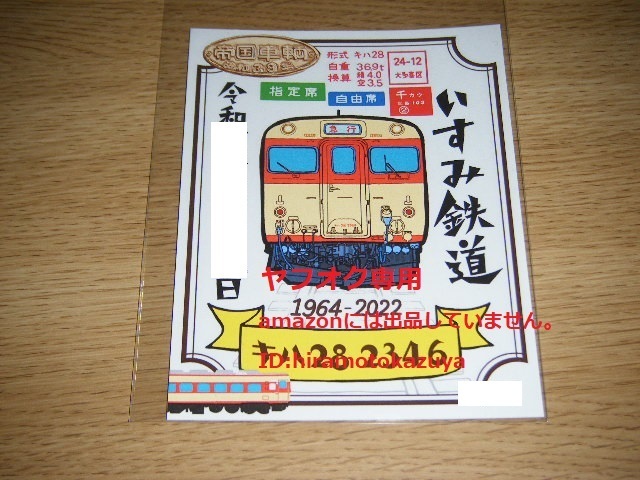 帝国車輌
形式 キハ28
自重 36.9t
換算 積4.0
空3.5
24-12
大多喜区
指定席
自由席
千カウ
②
いすみ鉄道
令和
日
急行
1964-2022
キハ28 2346
ヤフオク専用
amazonには出品していません。
ID:hiramotokazuya